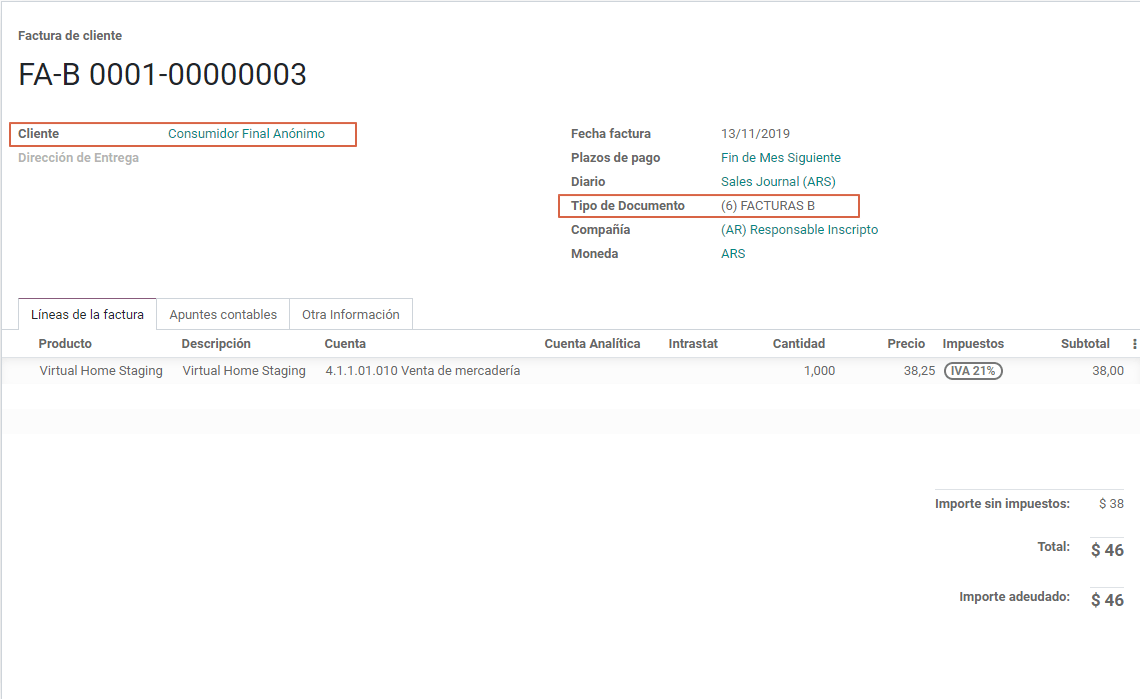 Factura de cliente
FA-B 0001-00000003
Cliente Consumidor Final Anónimo
Dirección de Entrega
Fecha factura 13/11/2019
Plazos de pago Fin de Mes Siguiente
Diario Sales Journal (ARS)
Tipo de Documento (6) FACTURAS B
Compañía (AR) Responsable Inscripto
Moneda ARS
Líneas de la factura Apuntes contables Otra Información
Producto Descripción Cuenta Cuenta Analítica Intrastat Cantidad Precio Impuestos Subtotal
Virtual Home Staging Virtual Home Staging 4.1.1.01.010 Venta de mercadería 1,000 38,25 IVA 21% 38,00
Importe sin impuestos: $ 38
Total: $ 46
Importe adeudado: $ 46